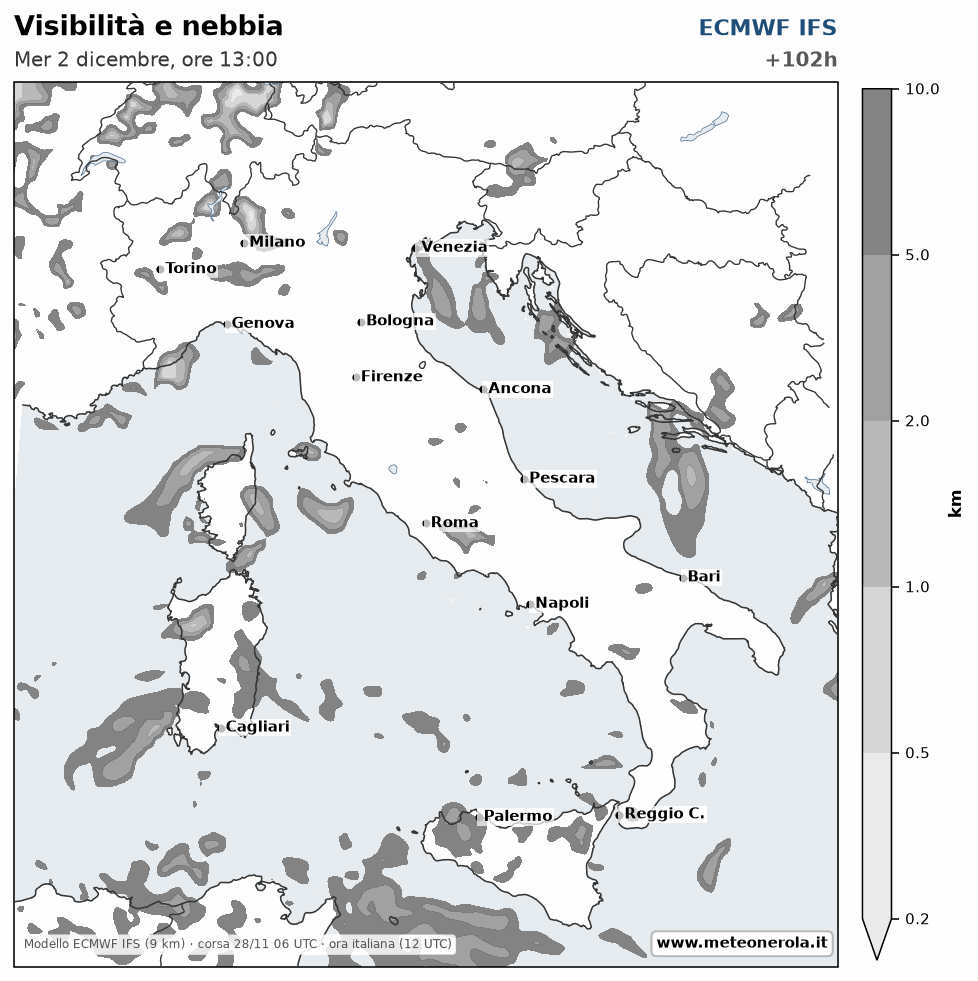 Visibilità e nebbia
ECMWF IFS
Mer 2 dicembre, ore 13:00
+102h
10.0
5.0
2.0
1.0
0.5
0.2
km
Milano
Venezia
Torino
Genova
Bologna
Firenze
Ancona
Pescara
Roma
Bari
Napoli
Cagliari
Palermo
Reggio C.
Modello ECMWF IFS (9 km) · corsa 28/11 06 UTC · ora italiana (12 UTC)
www.meteonerola.it